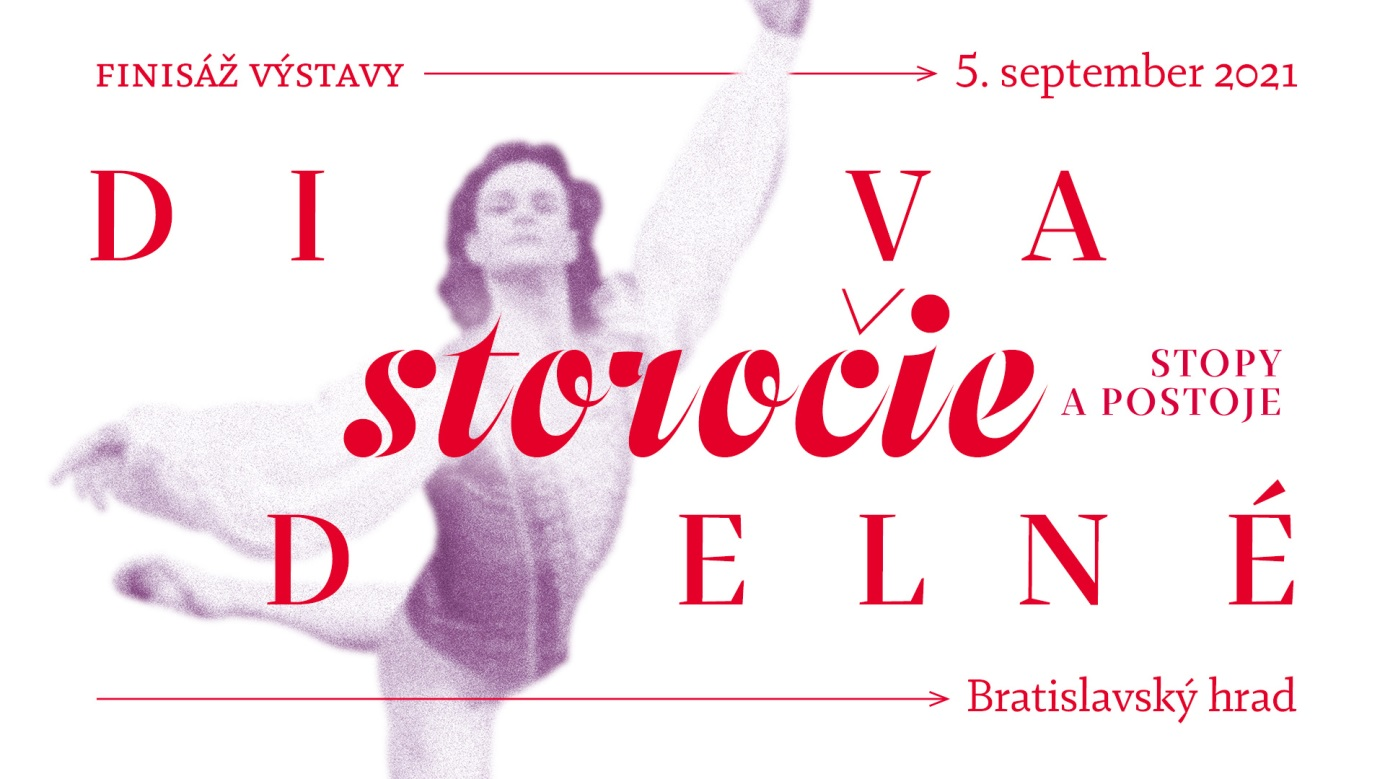 FINISÁŽ VÝSTAVY
5. september 2021
DI VA
storočie
STOPY
A POSTOJE
D ELNÉ
Bratislavský hrad